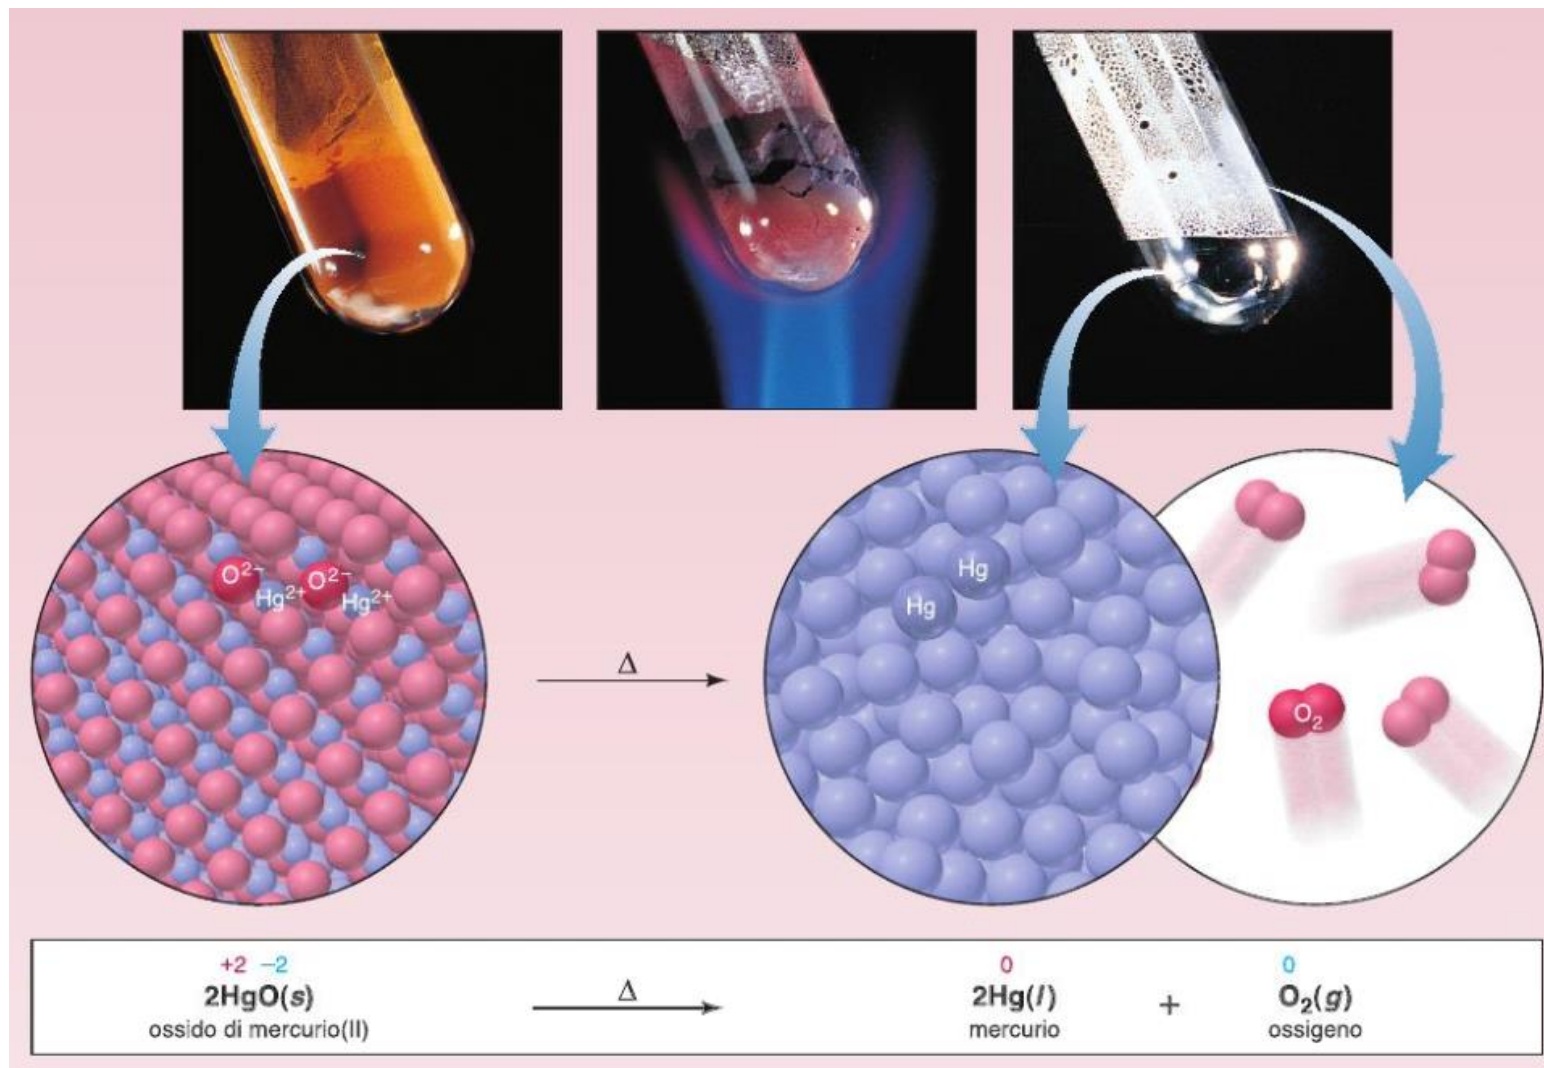 O²⁻ O²⁻
Hg²⁺ Hg²⁺
Δ
Hg
Hg
O₂
+2 −2
2HgO(s)
ossido di mercurio(II)
Δ
0
2Hg(l)
mercurio
+
0
O₂(g)
ossigeno